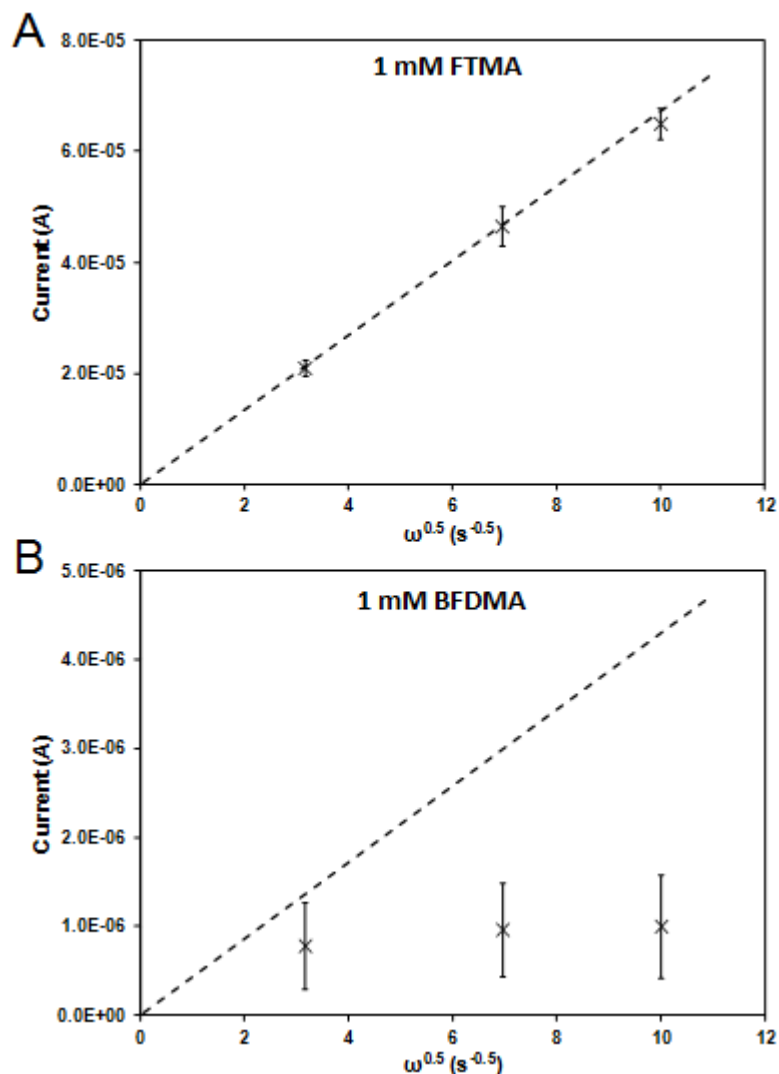 A
1 mM FTMA
8.0E-05
6.0E-05
4.0E-05
2.0E-05
0.0E+00
Current (A)
0 2 4 6 8 10 12
ω^0.5 (s^-0.5)
B
1 mM BFDMA
5.0E-06
4.0E-06
3.0E-06
2.0E-06
1.0E-06
0.0E+00
Current (A)
0 2 4 6 8 10 12
ω^0.5 (s^-0.5)